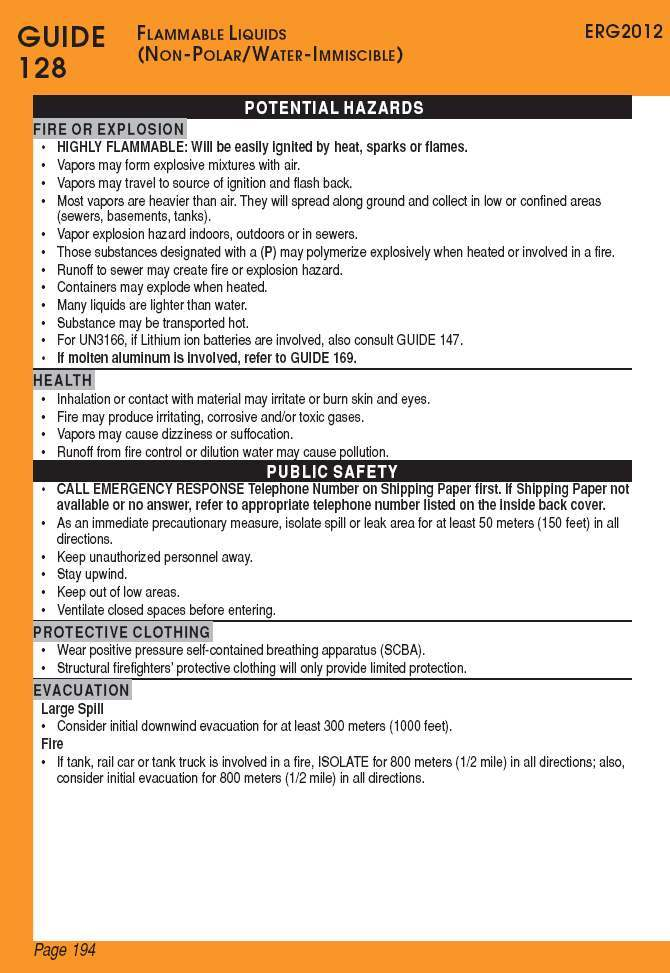 GUIDE
128
FLAMMABLE LIQUIDS
(NON-POLAR/WATER-IMMISCIBLE)
ERG2012
POTENTIAL HAZARDS
FIRE OR EXPLOSION
• HIGHLY FLAMMABLE: Will be easily ignited by heat, sparks or flames.
• Vapors may form explosive mixtures with air.
• Vapors may travel to source of ignition and flash back.
• Most vapors are heavier than air. They will spread along ground and collect in low or confined areas
(sewers, basements, tanks).
• Vapor explosion hazard indoors, outdoors or in sewers.
• Those substances designated with a (P) may polymerize explosively when heated or involved in a fire.
• Runoff to sewer may create fire or explosion hazard.
• Containers may explode when heated.
• Many liquids are lighter than water.
• Substance may be transported hot.
• For UN3166, if Lithium ion batteries are involved, also consult GUIDE 147.
• If molten aluminum is involved, refer to GUIDE 169.
HEALTH
• Inhalation or contact with material may irritate or burn skin and eyes.
• Fire may produce irritating, corrosive and/or toxic gases.
• Vapors may cause dizziness or suffocation.
• Runoff from fire control or dilution water may cause pollution.
PUBLIC SAFETY
• CALL EMERGENCY RESPONSE Telephone Number on Shipping Paper first. If Shipping Paper not
available or no answer, refer to appropriate telephone number listed on the inside back cover.
• As an immediate precautionary measure, isolate spill or leak area for at least 50 meters (150 feet) in all
directions.
• Keep unauthorized personnel away.
• Stay upwind.
• Keep out of low areas.
• Ventilate closed spaces before entering.
PROTECTIVE CLOTHING
• Wear positive pressure self-contained breathing apparatus (SCBA).
• Structural firefighters' protective clothing will only provide limited protection.
EVACUATION
Large Spill
• Consider initial downwind evacuation for at least 300 meters (1000 feet).
Fire
• If tank, rail car or tank truck is involved in a fire, ISOLATE for 800 meters (1/2 mile) in all directions; also,
consider initial evacuation for 800 meters (1/2 mile) in all directions.
Page 194